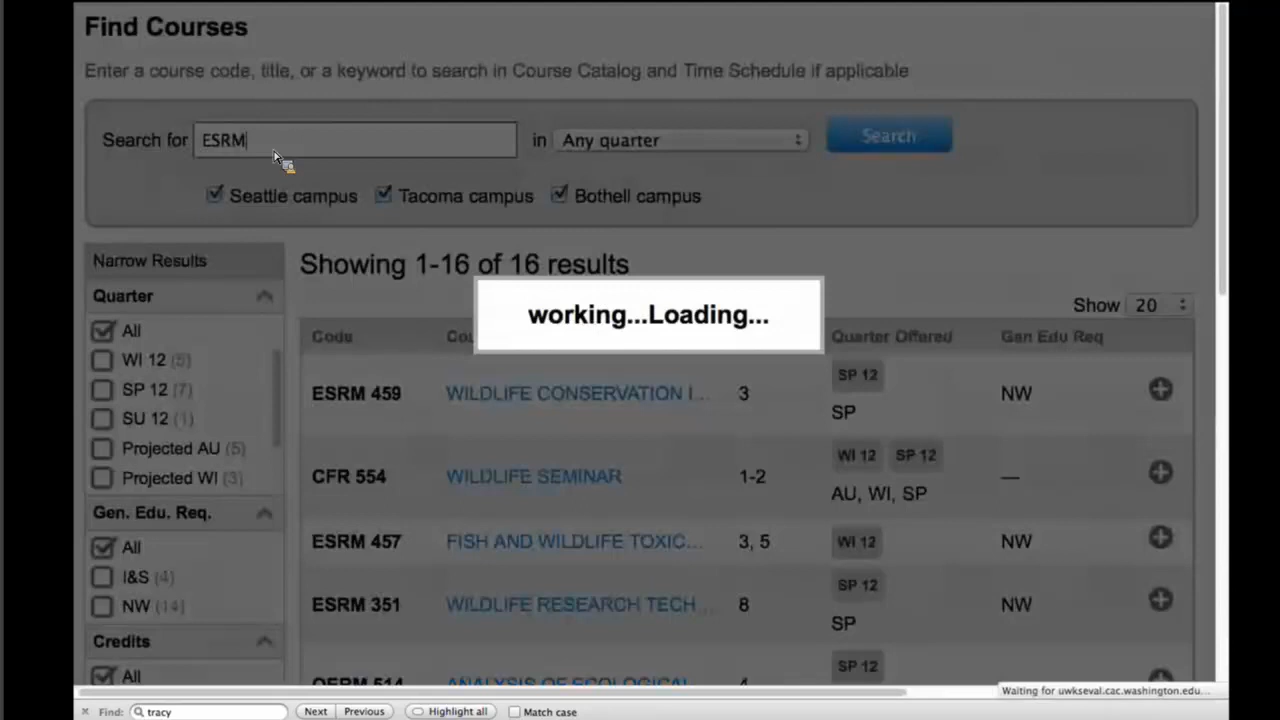 Find Courses
Enter a course code, title, or a keyword to search in Course Catalog and Time Schedule if applicable
Search for ESRM in Any quarter Search
Seattle campus Tacoma campus Bothell campus
Narrow Results
Showing 1-16 of 16 results
Quarter
Show 20
All
WI 12 (5)
SP 12 (7)
SU 12 (1)
Projected AU (5)
Projected WI (3)
Gen. Edu. Req.
All
I&S (4)
NW (14)
Credits
All
working...Loading...
Code Quarter Offered Gen Edu Req
ESRM 459 WILDLIFE CONSERVATION I... 3 SP 12 SP NW
CFR 554 WILDLIFE SEMINAR 1-2 WI 12 SP 12 AU, WI, SP —
ESRM 457 FISH AND WILDLIFE TOXIC... 3, 5 WI 12 NW
ESRM 351 WILDLIFE RESEARCH TECH... 8 SP 12 SP NW
SP 12
ANALYSIS OF ECOLOGICAL
Waiting for uwkseval.cac.washington.edu...
Find: tracy Next Previous Highlight all Match case